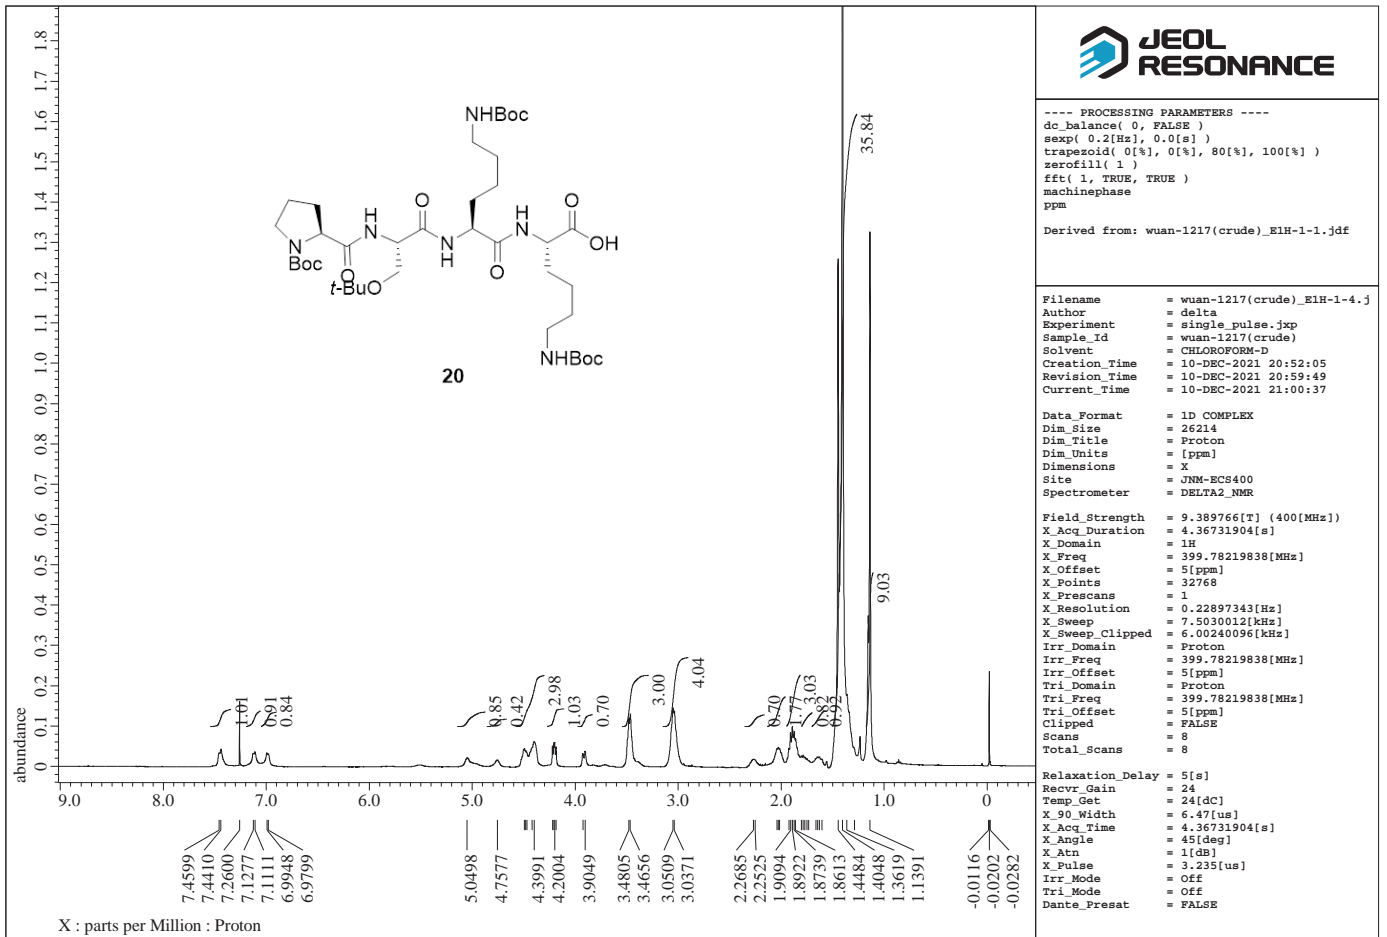 1.8
1.7
1.6
1.5
1.4
1.3
1.2
1.1
1.0
0.9
0.8
0.7
0.6
0.5
0.4
0.3
0.2
0.1
0
abundance
NHBoc
H
N
O
H
N
O
OH
N
Boc
O
N
H
O
t-BuO
NHBoc
20
1.01
0.91
0.84
0.85
0.42
2.98
1.03
0.70
3.00
4.04
0.70
1.77
3.03
0.82
0.92
35.84
9.03
9.0 8.0 7.0 6.0 5.0 4.0 3.0 2.0 1.0 0
7.4599
7.4410
7.2600
7.1277
7.1111
6.9948
6.9799
5.0498
4.7577
4.3991
4.2004
3.9049
3.4805
3.4656
3.0509
3.0371
2.2685
2.2525
1.9094
1.8922
1.8739
1.8613
1.4484
1.4048
1.3619
1.1391
-0.0116
-0.0202
-0.0282
X : parts per Million : Proton
JEOL
RESONANCE
---- PROCESSING PARAMETERS ----
dc_balance( 0, FALSE )
sexp( 0.2[Hz], 0.0[s] )
trapezoid( 0[%], 0[%], 80[%], 100[%] )
zerofill( 1 )
fft( 1, TRUE, TRUE )
machinephase
ppm
Derived from: wuan-1217(crude)_E1H-1-1.jdf
Filename = wuan-1217(crude)_E1H-1-4.j
Author = delta
Experiment = single_pulse.jxp
Sample_Id = wuan-1217(crude)
Solvent = CHLOROFORM-D
Creation_Time = 10-DEC-2021 20:52:05
Revision_Time = 10-DEC-2021 20:59:49
Current_Time = 10-DEC-2021 21:00:37
Data_Format = 1D COMPLEX
Dim_Size = 26214
Dim_Title = Proton
Dim_Units = [ppm]
Dimensions = X
Site = JNM-ECS400
Spectrometer = DELTA2_NMR
Field_Strength = 9.389766[T] (400[MHz])
X_Acq_Duration = 4.36731904[s]
X_Domain = 1H
X_Freq = 399.78219838[MHz]
X_Offset = 5[ppm]
X_Points = 32768
X_Prescans = 1
X_Resolution = 0.22897343[Hz]
X_Sweep = 7.5030012[kHz]
X_Sweep_Clipped = 6.00240096[kHz]
Irr_Domain = Proton
Irr_Freq = 399.78219838[MHz]
Irr_Offset = 5[ppm]
Tri_Domain = Proton
Tri_Freq = 399.78219838[MHz]
Tri_Offset = 5[ppm]
Clipped = FALSE
Scans = 8
Total_Scans = 8
Relaxation_Delay = 5[s]
Recvr_Gain = 24
Temp_Get = 24[dC]
X_90_Width = 6.47[us]
X_Acq_Time = 4.36731904[s]
X_Angle = 45[deg]
X_Atn = 1[dB]
X_Pulse = 3.235[us]
Irr_Mode = Off
Tri_Mode = Off
Dante_Presat = FALSE